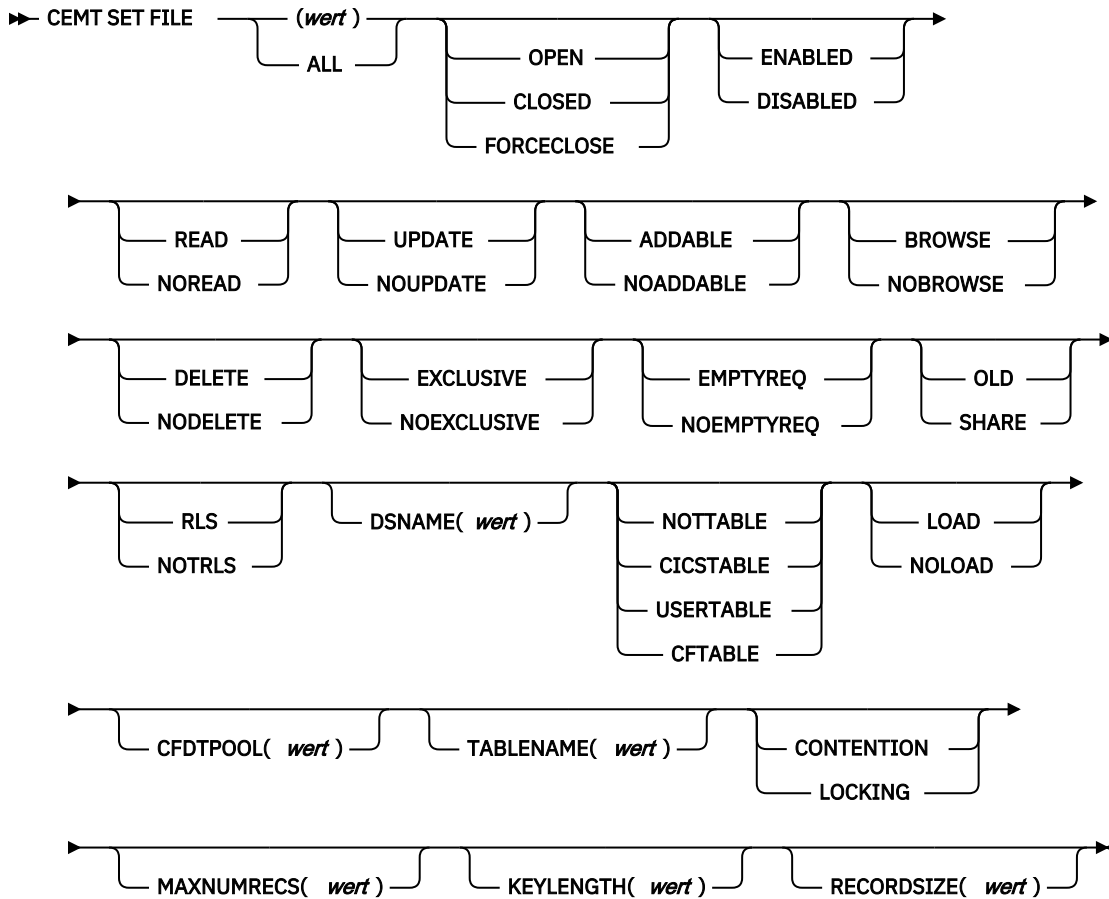 CEMT SET FILE (wert) OPEN ENABLED
ALL CLOSED DISABLED
FORCECLOSE
READ UPDATE ADDABLE BROWSE
NOREAD NOUPDATE NOADDABLE NOBROWSE
DELETE EXCLUSIVE EMPTYREQ OLD
NODELETE NOEXCLUSIVE NOEMPTYREQ SHARE
RLS DSNAME( wert ) NOTTABLE LOAD
NOTRLS CICSTABLE NOLOAD
USERTABLE
CFTABLE
CFDTPOOL( wert ) TABLENAME( wert ) CONTENTION
LOCKING
MAXNUMRECS( wert ) KEYLENGTH( wert ) RECORDSIZE( wert )